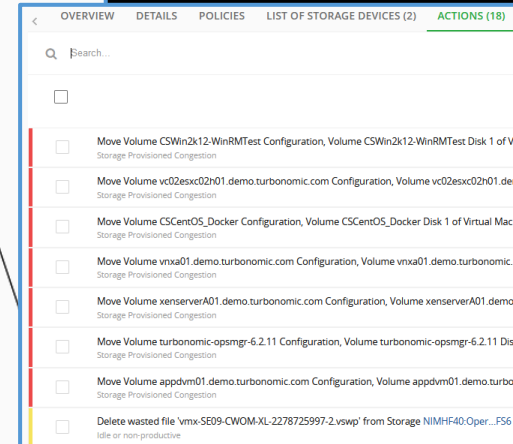 OVERVIEW DETAILS POLICIES LIST OF STORAGE DEVICES (2) ACTIONS (18)
Search...
Move Volume CSWin2k12-WinRMTest Configuration, Volume CSWin2k12-WinRMTest Disk 1 of V
Storage Provisioned Congestion
Move Volume vc02esxc02h01.demo.turbonomic.com Configuration, Volume vc02esxc02h01.de
Storage Provisioned Congestion
Move Volume CSCentOS_Docker Configuration, Volume CSCentOS_Docker Disk 1 of Virtual Mac
Storage Provisioned Congestion
Move Volume vnxa01.demo.turbonomic.com Configuration, Volume vnxa01.demo.turbonomic.
Storage Provisioned Congestion
Move Volume xenserverA01.demo.turbonomic.com Configuration, Volume xenserverA01.demo
Storage Provisioned Congestion
Move Volume turbonomic-opsmgr-6.2.11 Configuration, Volume turbonomic-opsmgr-6.2.11 Dis
Storage Provisioned Congestion
Move Volume appdvm01.demo.turbonomic.com Configuration, Volume appdvm01.demo.turbo
Storage Provisioned Congestion
Delete wasted file 'vmx-SE09-CWOM-XL-2278725997-2.vswp' from Storage NIMHF40:Oper...FS6
Idle or non-productive